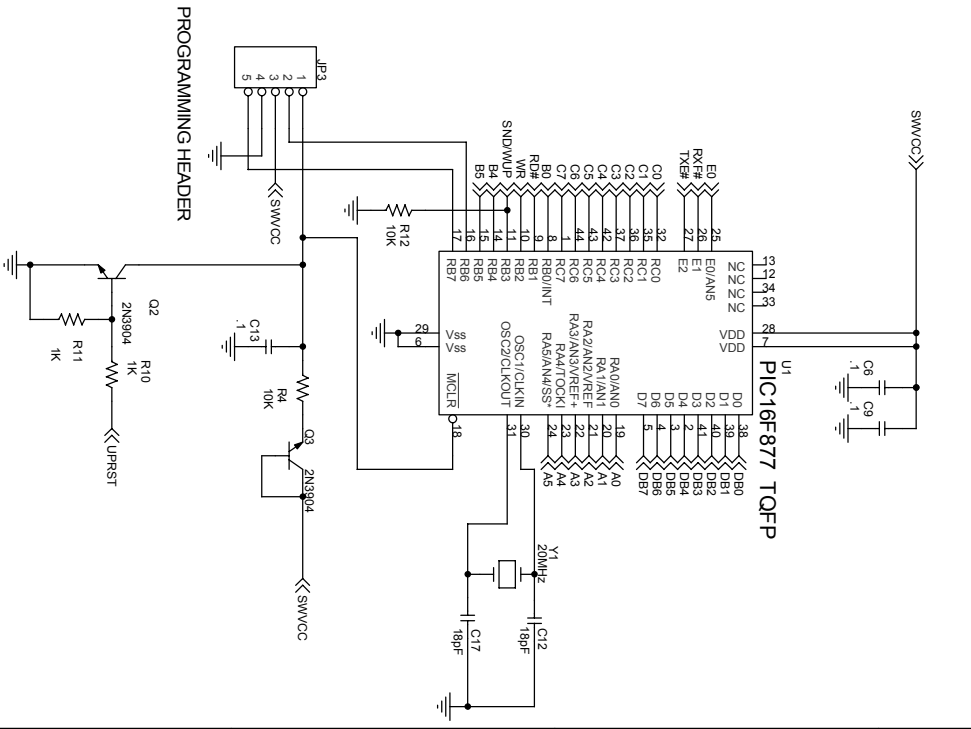 PROGRAMMING HEADER
JP3
1
2
3
4
5
SWVCC
SWVCC
SND/WUP
B5
B4
RD#
WR
B0
C7
C6
C5
C4
C3
C2
C1
C0
TXE#
RXF#
E0
17
16
15
14
11
10
9
8
1
44
43
42
37
36
35
32
27
26
25
RB7
RB6
RB5
RB4
RB3
RB2
RB1
RB0/INT
RC7
RC6
RC5
RC4
RC3
RC2
RC1
RC0
E2
E1
E0/AN5
NC
NC
NC
NC
13
12
34
33
VDD
VDD
28
7
U1
PIC16F877 TQFP
C6
.1
C9
.1
R12
10K
29
6
Vss
Vss
MCLR
OSC2/CLKOUT
OSC1/CLKIN
RA5/AN4/SS*
RA4/TOCKI
RA3/AN3/VREF+
RA2/AN2/VREF
RA1/AN1
RA0/AN0
D7
D6
D5
D4
D3
D2
D1
D0
18
31
30
24
23
22
21
20
19
5
4
3
2
41
40
39
38
A5
A4
A3
A2
A1
A0
DB7
DB6
DB5
DB4
DB3
DB2
DB1
DB0
Q2
2N3904
R11
1K
R10
1K
UPRST
C13
.1
R4
10K
Q3
2N3904
SWVCC
Y1
20MHz
C17
18pF
C12
18pF